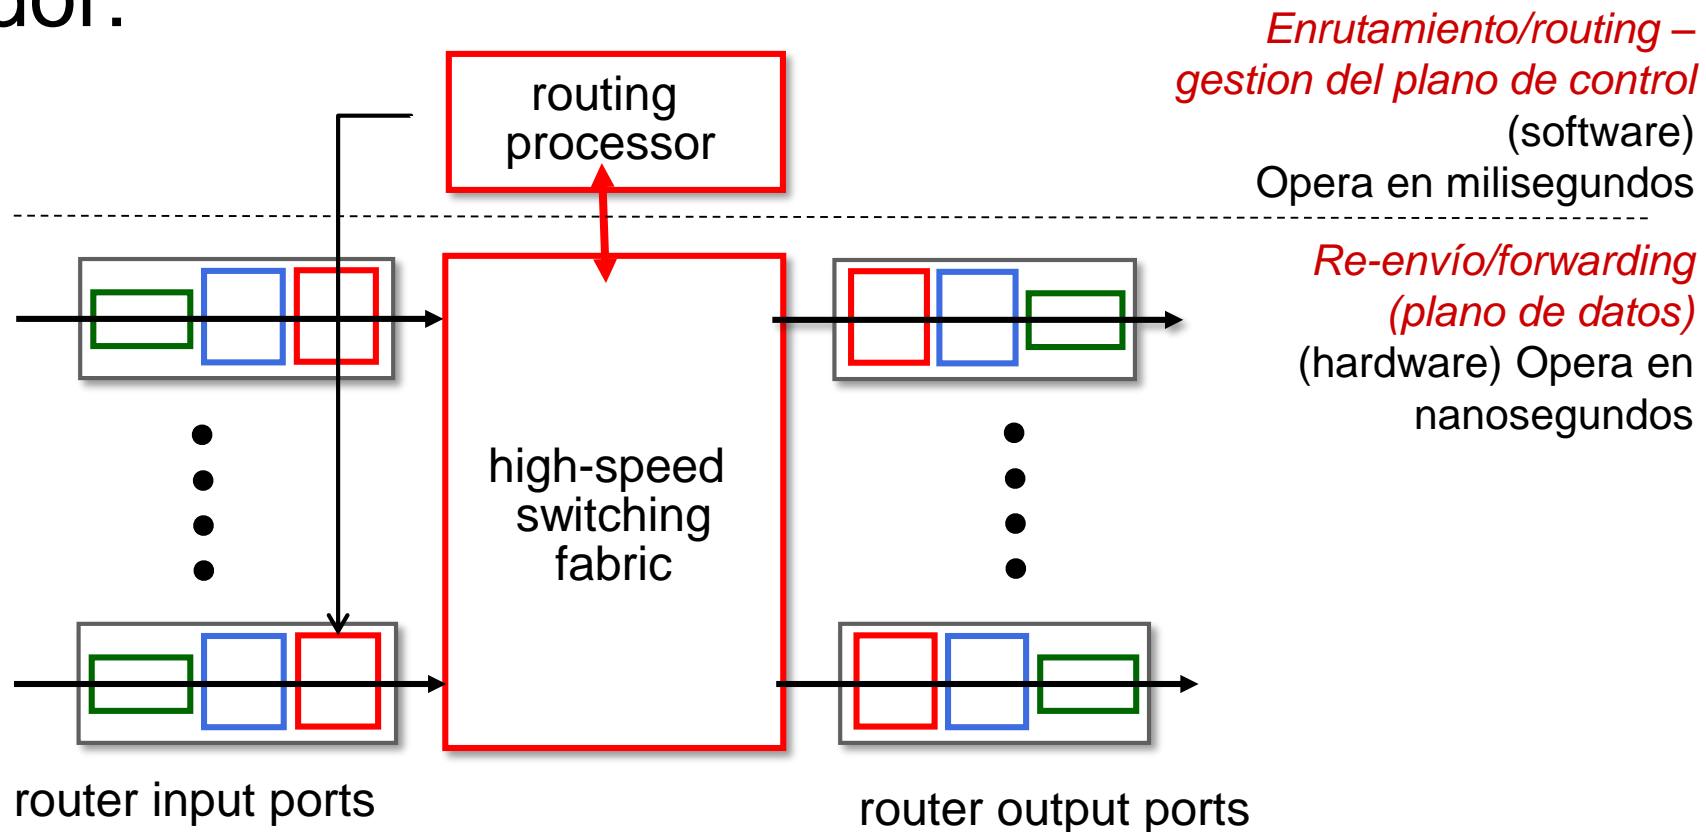 dor:
routing
processor
Enrutamiento/routing –
gestion del plano de control
(software)
Opera en milisegundos
Re-envío/forwarding
(plano de datos)
(hardware) Opera en
nanosegundos
high-speed
switching
fabric
router input ports
router output ports